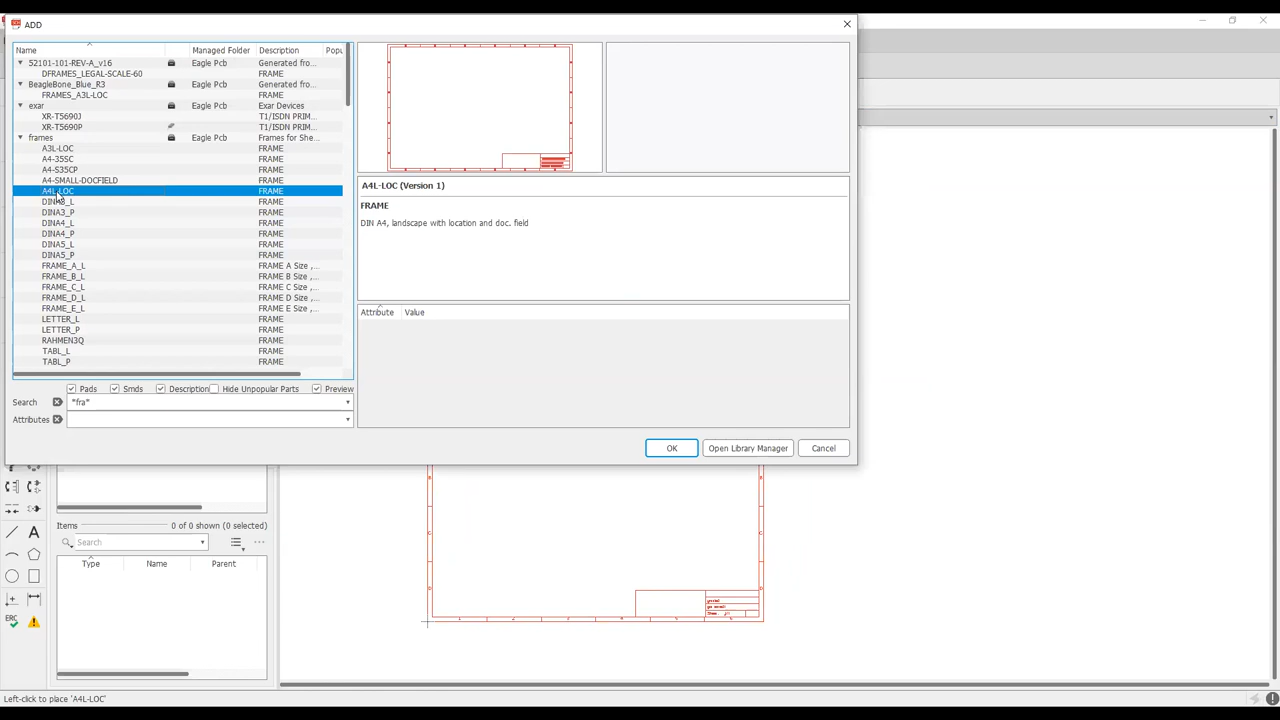 ADD
Name Managed Folder Description Popu
52101-101-REV-A_v16 Eagle Pcb Generated fro...
DFRAMES_LEGAL-SCALE-60 FRAME
BeagleBone_Blue_R3 Eagle Pcb Generated fro...
FRAMES_A3L-LOC FRAME
exar Eagle Pcb Exar Devices
XR-T5690J T1/ISDN PRIM...
XR-T5690P T1/ISDN PRIM...
frames Eagle Pcb Frames for She...
A3L-LOC FRAME
A4-35SC FRAME
A4-S35CP FRAME
A4-SMALL-DOCFIELD FRAME
A4L-LOC FRAME
FRAME
DINA3_P FRAME
DINA4_L FRAME
DINA4_P FRAME
DINA5_L FRAME
DINA5_P FRAME
FRAME_A_L FRAME A Size ,...
FRAME_B_L FRAME B Size ,...
FRAME_C_L FRAME C Size ,...
FRAME_D_L FRAME D Size ,...
FRAME_E_L FRAME E Size ,...
LETTER_L FRAME
LETTER_P FRAME
RAHMEN3Q FRAME
TABL_L FRAME
TABL_P FRAME
A4L-LOC (Version 1)
FRAME
DIN A4, landscape with location and doc. field
Attribute Value
Pads Smds Description Hide Unpopular Parts Preview
Search *fra*
Attributes
OK Open Library Manager Cancel
Items 0 of 0 shown (0 selected)
Search
Type Name Parent
A
ERC
Left-click to place 'A4L-LOC'